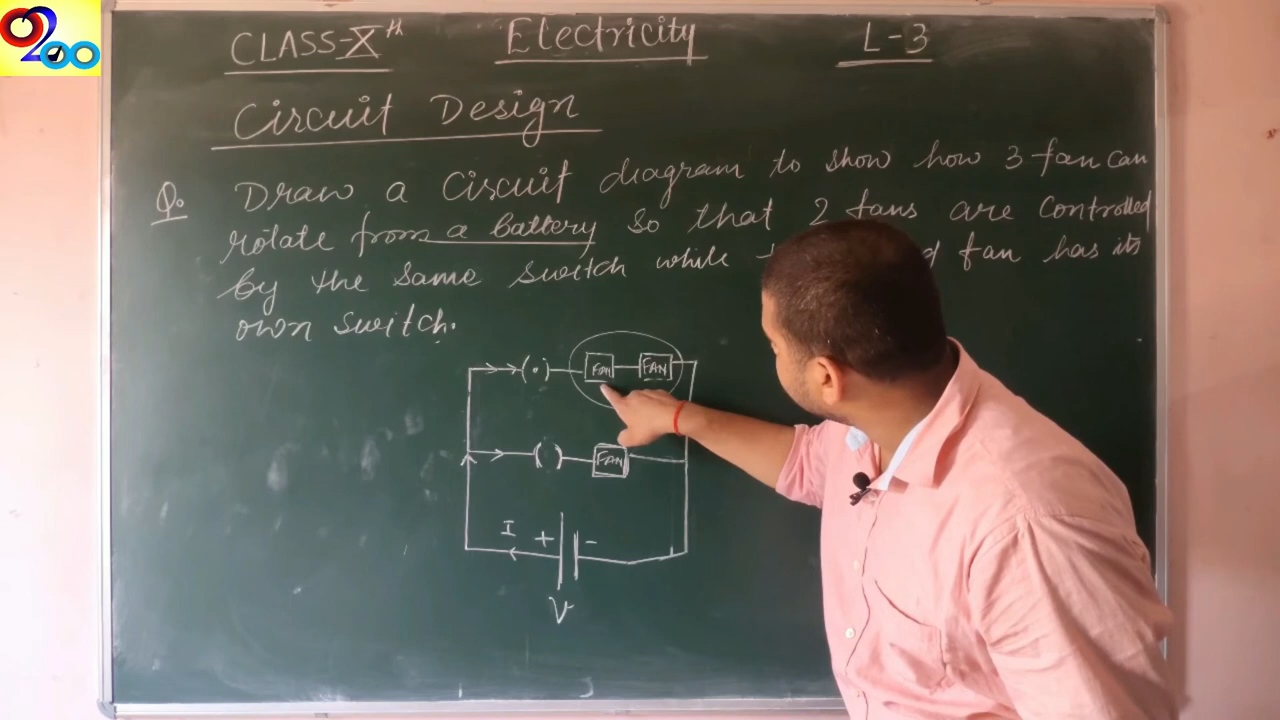 0200
CLASS-Xth Electricity L-3
Circuit Design
Q. Draw a Circuit diagram to show how 3 fan can
rotate from a battery so that 2 fans are controlled
by the same switch while fan has its
own switch.
FAN FAN
FAN
I + -
V